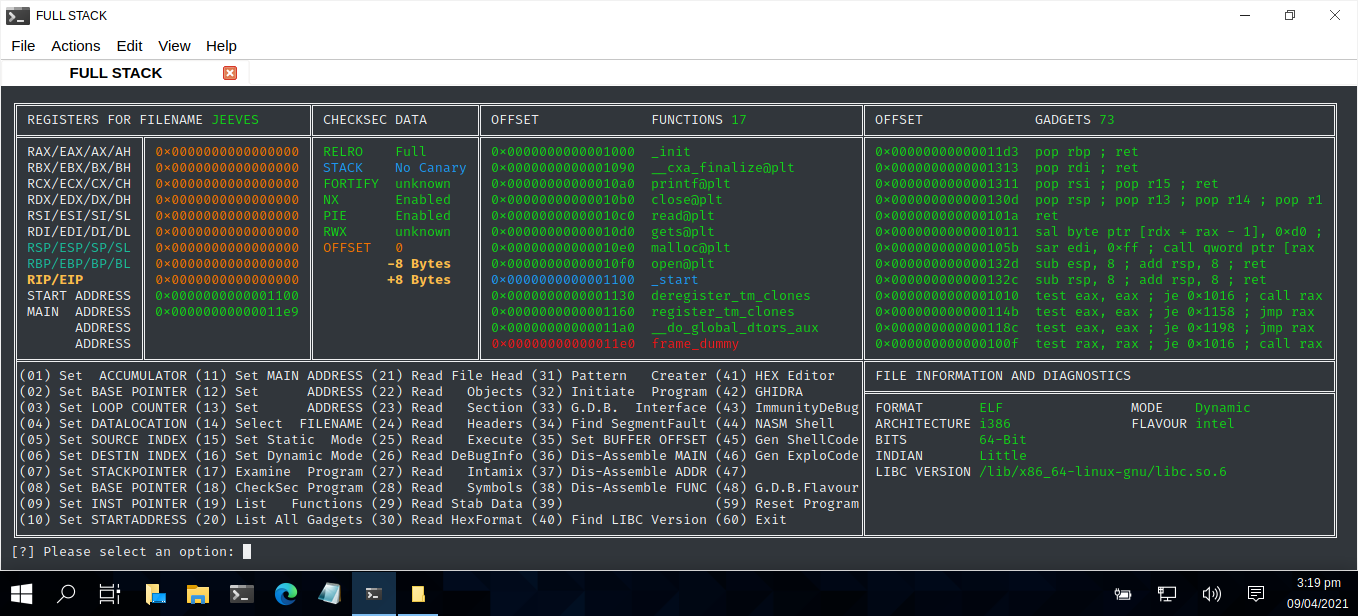 FULL STACK
File Actions Edit View Help
FULL STACK
REGISTERS FOR FILENAME JEEVES CHECKSEC DATA OFFSET FUNCTIONS 17 OFFSET GADGETS 73
RAX/EAX/AX/AH 0×0000000000000000 RELRO Full 0×0000000000001000 _init 0×00000000000011d3 pop rbp ; ret
RBX/EBX/BX/BH 0×0000000000000000 STACK No Canary 0×0000000000001090 __cxa_finalize@plt 0×0000000000001313 pop rdi ; ret
RCX/ECX/CX/CH 0×0000000000000000 FORTIFY unknown 0×00000000000010a0 printf@plt 0×0000000000001311 pop rsi ; pop r15 ; ret
RDX/EDX/DX/DH 0×0000000000000000 NX Enabled 0×00000000000010b0 close@plt 0×000000000000130d pop rsp ; pop r13 ; pop r14 ; pop r1
RSI/ESI/SI/SL 0×0000000000000000 PIE Enabled 0×00000000000010c0 read@plt 0×000000000000101a ret
RDI/EDI/DI/DL 0×0000000000000000 RWX unknown 0×00000000000010d0 gets@plt 0×0000000000001011 sal byte ptr [rdx + rax - 1], 0×d0 ;
RSP/ESP/SP/SL 0×0000000000000000 OFFSET 0 0×00000000000010e0 malloc@plt 0×000000000000105b sar edi, 0×ff ; call qword ptr [rax
RBP/EBP/BP/BL 0×0000000000000000 -8 Bytes 0×00000000000010f0 open@plt 0×000000000000132d sub esp, 8 ; add rsp, 8 ; ret
RIP/EIP 0×0000000000000000 +8 Bytes 0×0000000000001100 _start 0×000000000000132c sub rsp, 8 ; add rsp, 8 ; ret
START ADDRESS 0×0000000000001100 0×0000000000001130 deregister_tm_clones 0×0000000000001010 test eax, eax ; je 0×1016 ; call rax
MAIN ADDRESS 0×00000000000011e9 0×0000000000001160 register_tm_clones 0×000000000000114b test eax, eax ; je 0×1158 ; jmp rax
ADDRESS 0×00000000000011a0 __do_global_dtors_aux 0×000000000000118c test eax, eax ; je 0×1198 ; jmp rax
ADDRESS 0×00000000000011e0 frame_dummy 0×000000000000100f test rax, rax ; je 0×1016 ; call rax
(01) Set ACCUMULATOR (11) Set MAIN ADDRESS (21) Read File Head (31) Pattern Creater (41) HEX Editor FILE INFORMATION AND DIAGNOSTICS
(02) Set BASE POINTER (12) Set ADDRESS (22) Read Objects (32) Initiate Program (42) GHIDRA
(03) Set LOOP COUNTER (13) Set ADDRESS (23) Read Section (33) G.D.B. Interface (43) ImmunityDeBug FORMAT ELF MODE Dynamic
(04) Set DATALOCATION (14) Select FILENAME (24) Read Headers (34) Find SegmentFault (44) NASM Shell ARCHITECTURE i386 FLAVOUR intel
(05) Set SOURCE INDEX (15) Set Static Mode (25) Read Execute (35) Set BUFFER OFFSET (45) Gen ShellCode BITS 64-Bit
(06) Set DESTIN INDEX (16) Set Dynamic Mode (26) Read DeBugInfo (36) Dis-Assemble MAIN (46) Gen ExploCode INDIAN Little
(07) Set STACKPOINTER (17) Examine Program (27) Read Intamix (37) Dis-Assemble ADDR (47) LIBC VERSION /lib/x86_64-linux-gnu/libc.so.6
(08) Set BASE POINTER (18) CheckSec Program (28) Read Symbols (38) Dis-Assemble FUNC (48) G.D.B.Flavour
(09) Set INST POINTER (19) List Functions (29) Read Stab Data (39) (59) Reset Program
(10) Set STARTADDRESS (20) List All Gadgets (30) Read HexFormat (40) Find LIBC Version (60) Exit
[?] Please select an option:
3:19 pm
09/04/2021